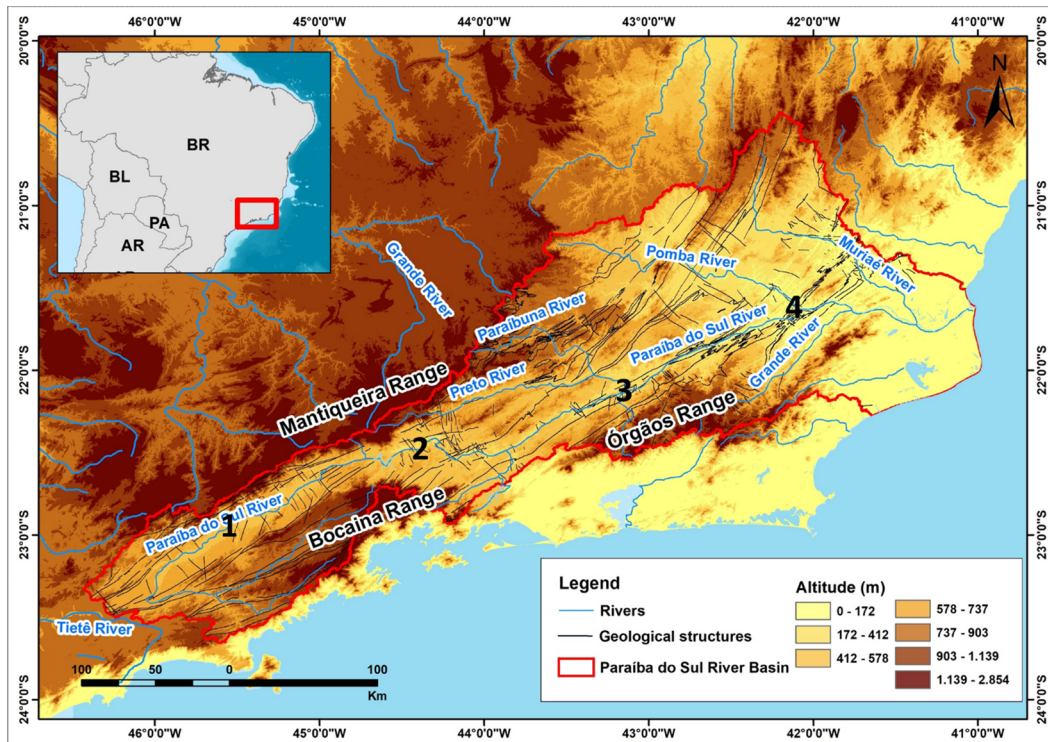 46°0'0"W
45°0'0"W
44°0'0"W
43°0'0"W
42°0'0"W
41°0'0"W
20°0'0"S
20°0'0"S
N
BR
BL
PA
AR
21°0'0"S
21°0'0"S
Grande River
Pomba River
Muriaé River
Paraíbuna River
4
Paraíba do Sul River
Grande River
22°0'0"S
22°0'0"S
Mantiqueira Range
Preto River
3
Órgãos Range
2
Paraíba do Sul River
1
Bocaina Range
23°0'0"S
23°0'0"S
Tietê River
Legend
Rivers
Geological structures
Paraíba do Sul River Basin
Altitude (m)
0 - 172
172 - 412
412 - 578
578 - 737
737 - 903
903 - 1.139
1.139 - 2.854
100 50 0 100
Km
24°0'0"S
24°0'0"S
46°0'0"W
45°0'0"W
44°0'0"W
43°0'0"W
42°0'0"W
41°0'0"W